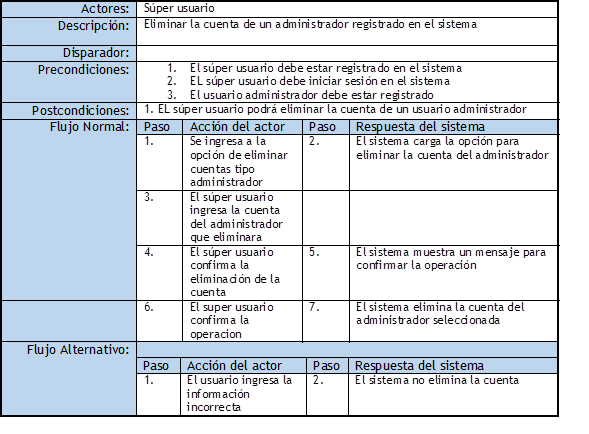 Actores: Súper usuario
Descripción: Eliminar la cuenta de un administrador registrado en el sistema
Disparador:
Precondiciones: 1. El súper usuario debe estar registrado en el sistema
2. EL súper usuario debe iniciar sesión en el sistema
3. El usuario administrador debe estar registrado
Postcondiciones: 1. EL súper usuario podrá eliminar la cuenta de un usuario administrador
Flujo Normal: Paso Acción del actor Paso Respuesta del sistema
1. Se ingresa a la 2. El sistema carga la opción para
opción de eliminar eliminar la cuenta del administrador
cuentas tipo
administrador
3. El súper usuario
ingresa la cuenta
del administrador
que eliminara
4. El súper usuario 5. El sistema muestra un mensaje para
confirma la confirmar la operación
eliminación de la
cuenta
6. El super usuario 7. El sistema elimina la cuenta del
confirma la administrador seleccionada
operacion
Flujo Alternativo:
Paso Acción del actor Paso Respuesta del sistema
1. El usuario ingresa la 2. El sistema no elimina la cuenta
información
incorrecta